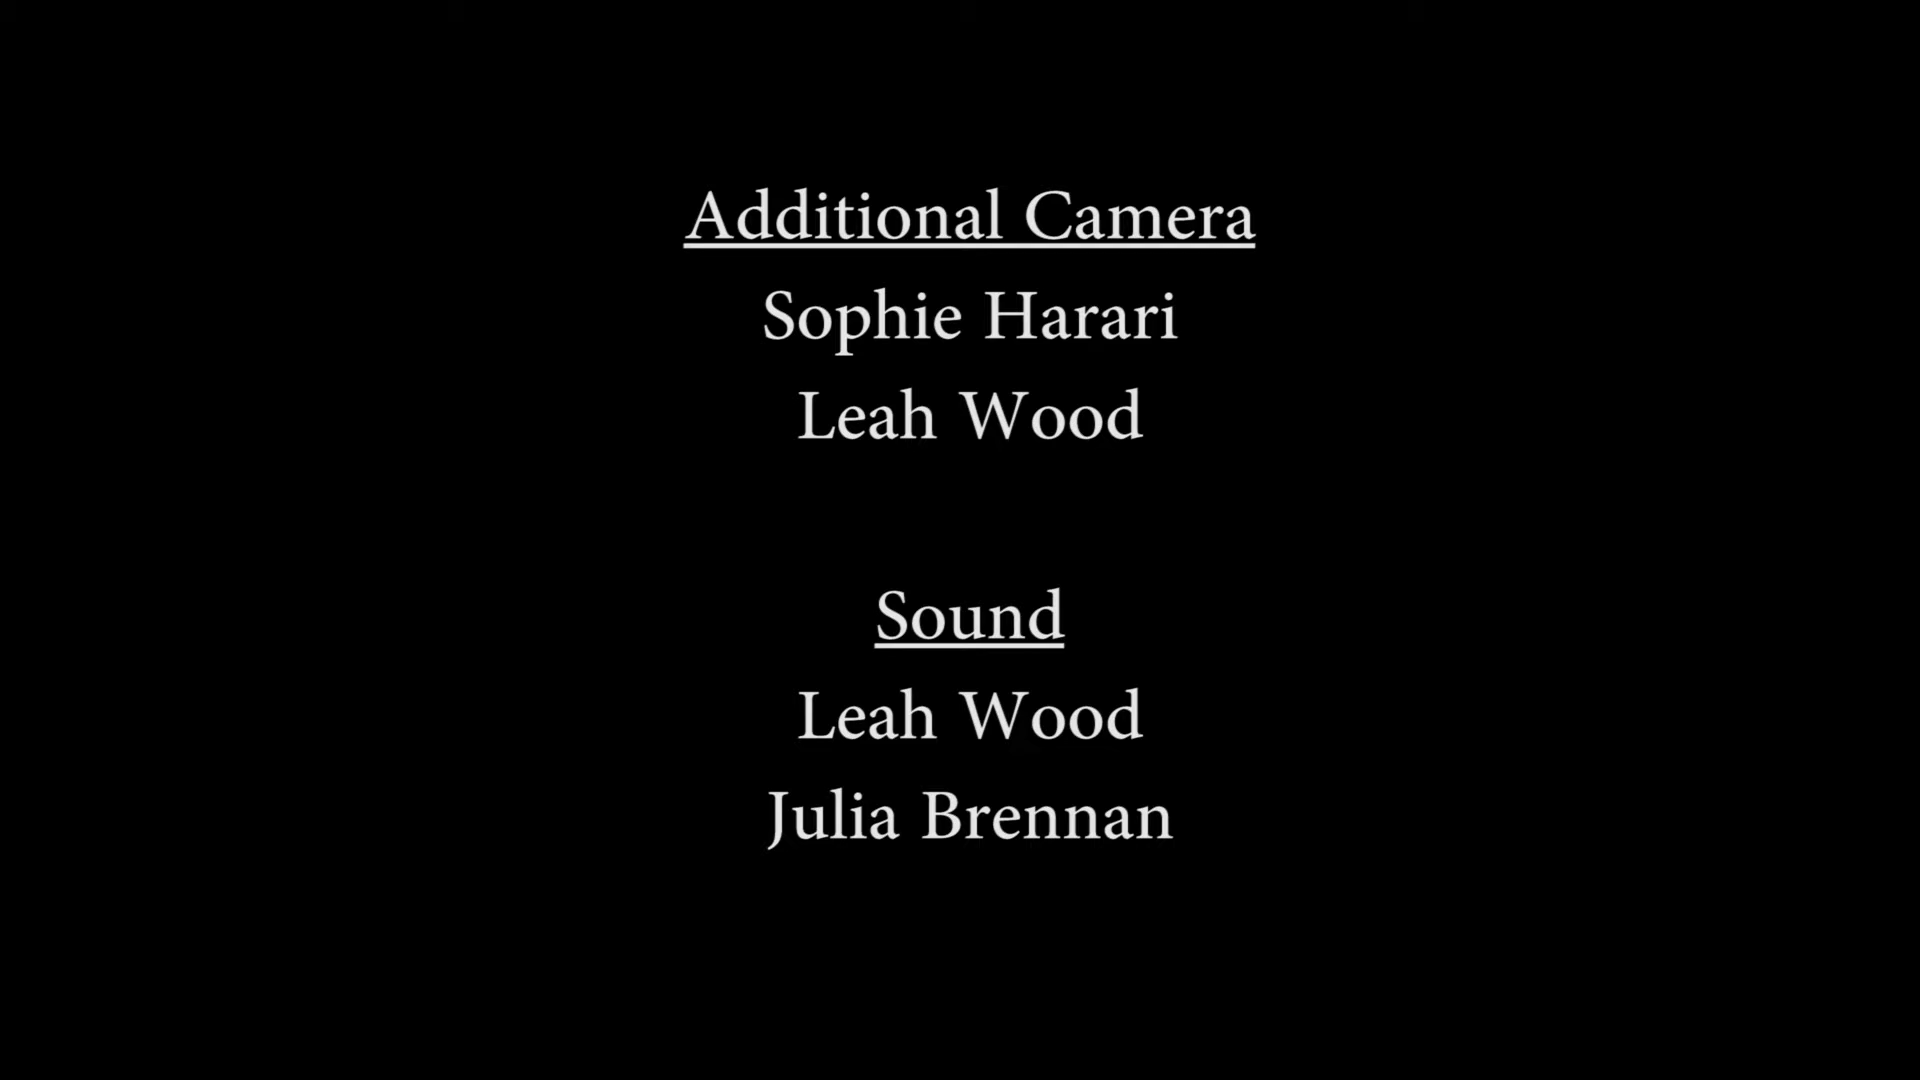 Additional Camera
Sophie Harari
Leah Wood
Sound
Leah Wood
Julia Brennan